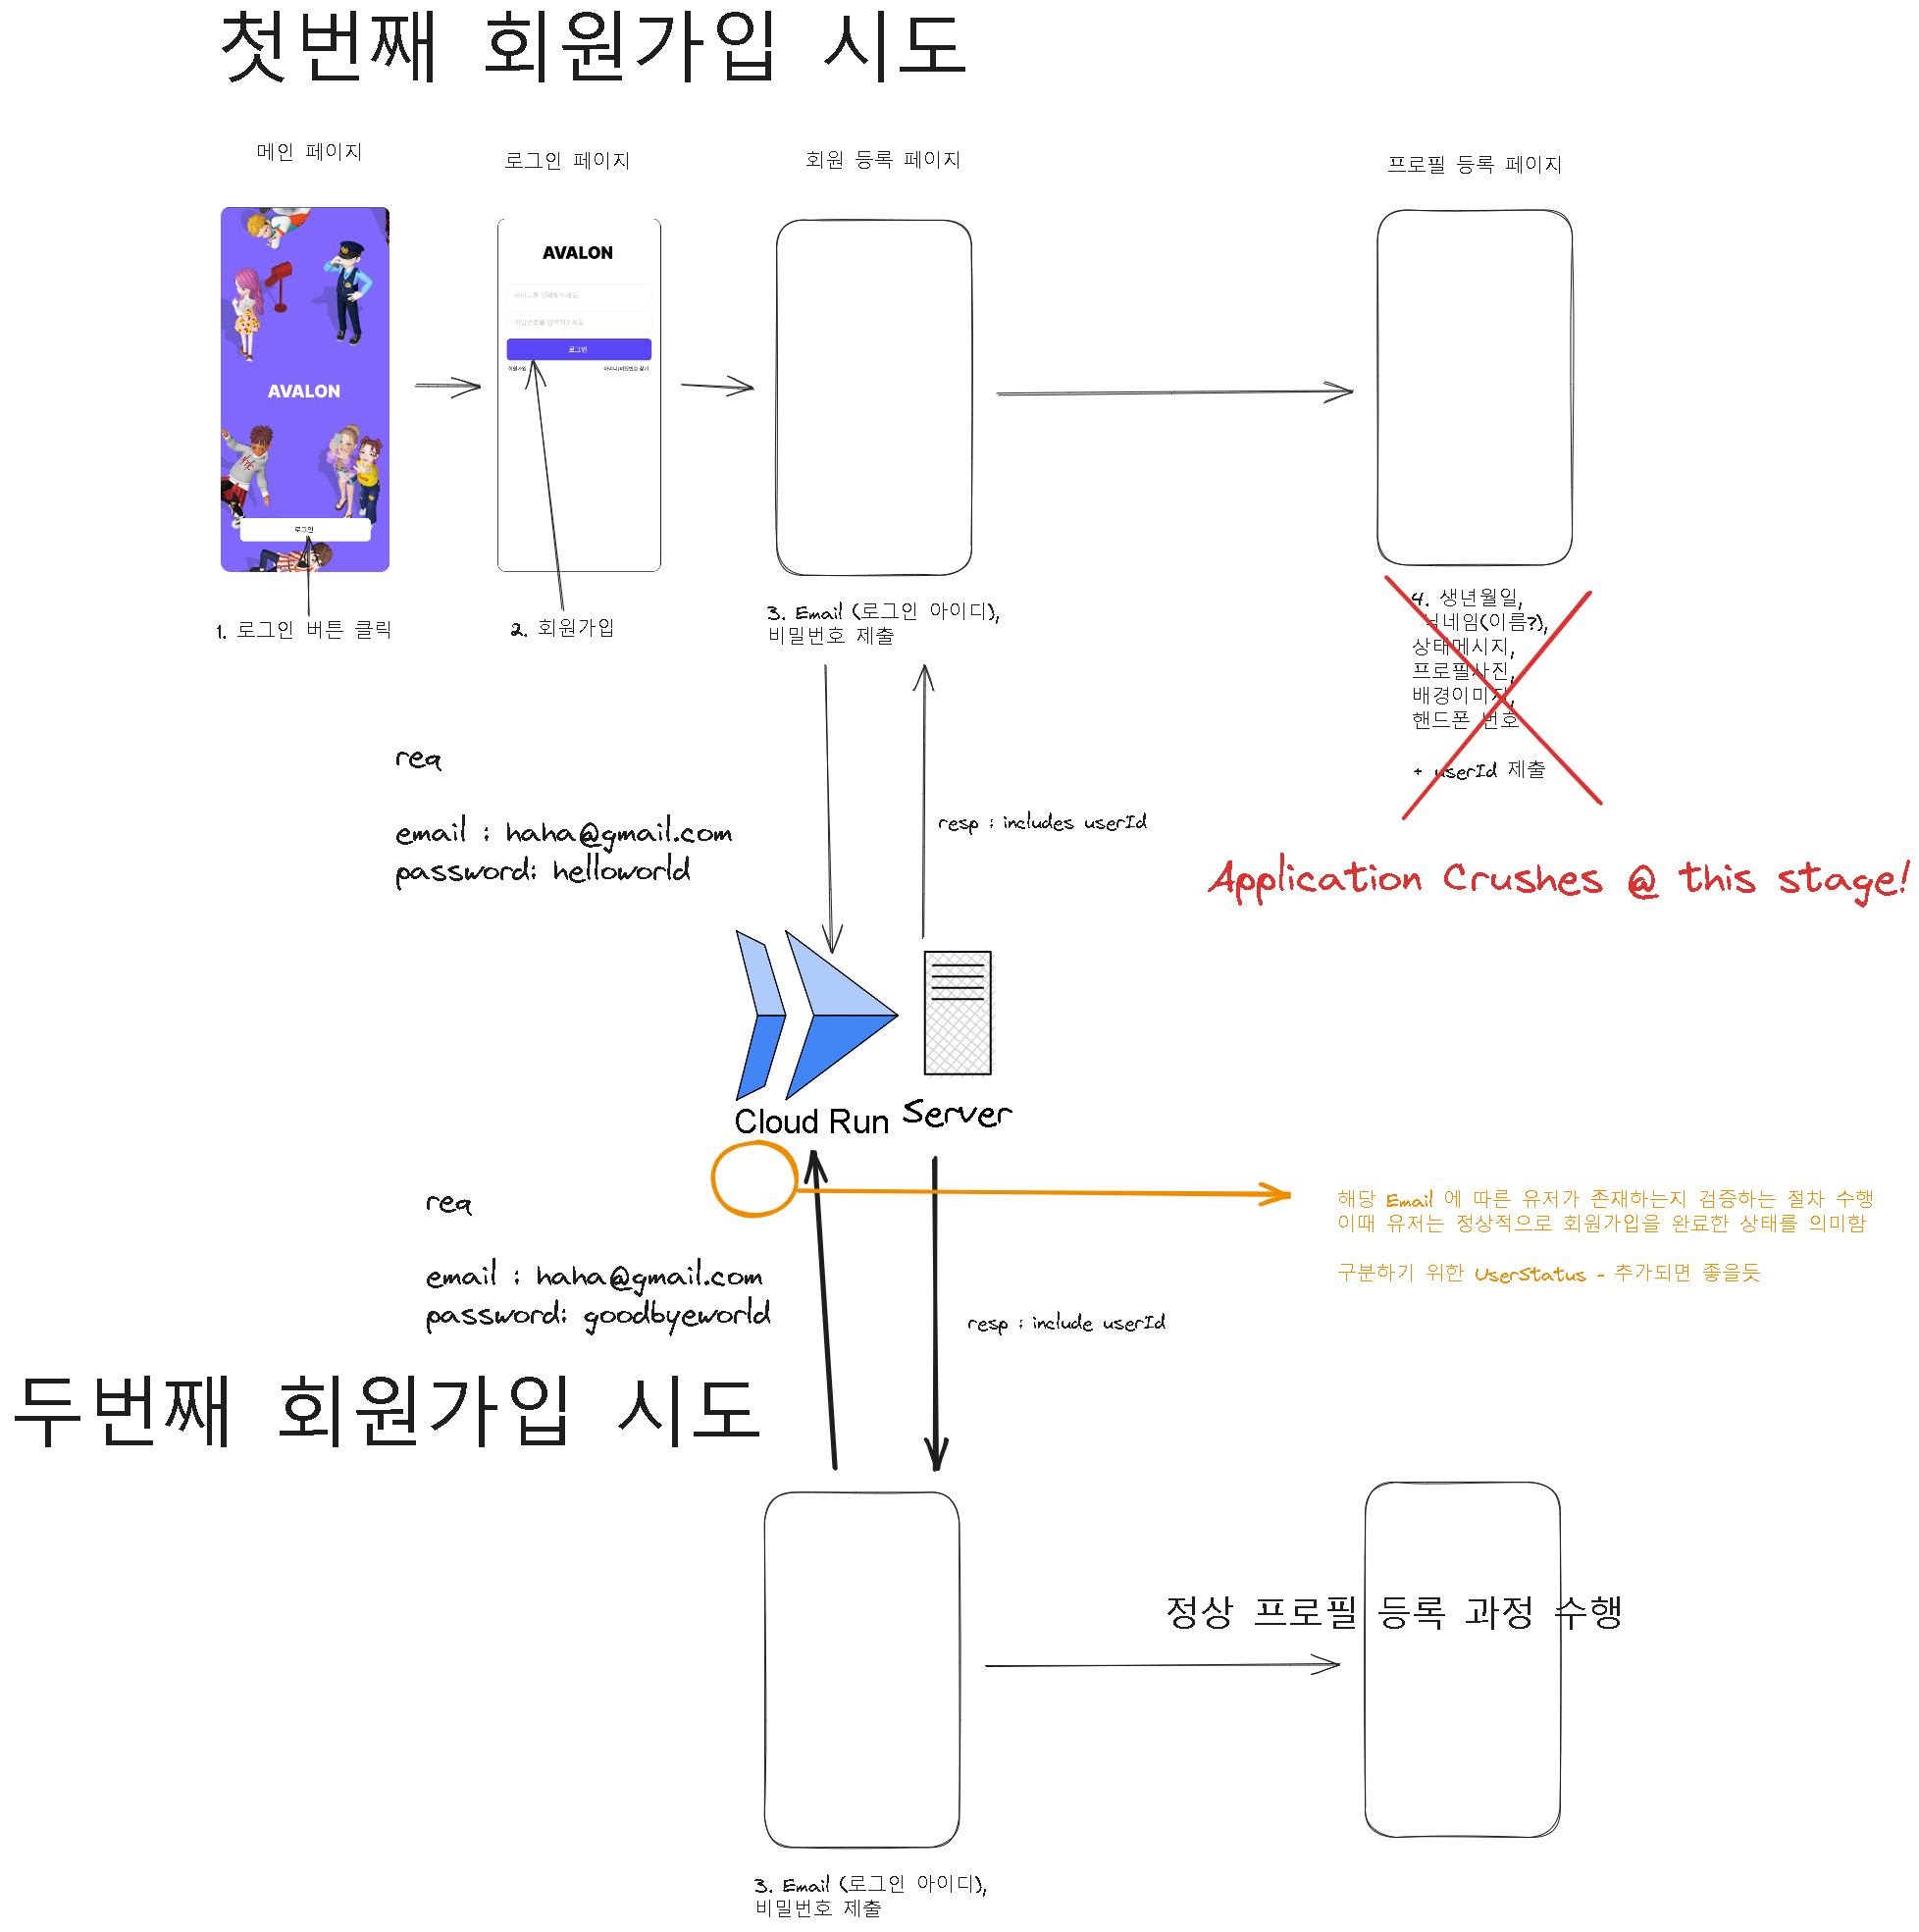 첫번째 회원가입 시도
메인 페이지
로그인 페이지
회원 등록 페이지
프로필 등록 페이지
AVALON
로그인
AVALON
아이디를 입력해주세요.
비밀번호를 입력해주세요
로그인
회원가입
아이디/비밀번호 찾기
1. 로그인 버튼 클릭
2. 회원가입
3. Email (로그인 아이디),
비밀번호 제출
4. 생년월일,
닉네임(이름?),
상태메시지,
프로필사진,
배경이미지,
핸드폰 번호
+ userId 제출
Application Crushes @ this stage!
req
email : haha@gmail.com
password: helloworld
resp : includes userId
Cloud Run
Server
req
email : haha@gmail.com
password: goodbyeworld
resp : include userId
해당 Email 에 따른 유저가 존재하는지 검증하는 절차 수행
이때 유저는 정상적으로 회원가입을 완료한 상태를 의미함
구분하기 위한 UserStatus - 추가되면 좋을듯
두번째 회원가입 시도
정상 프로필 등록 과정 수행
3. Email (로그인 아이디),
비밀번호 제출